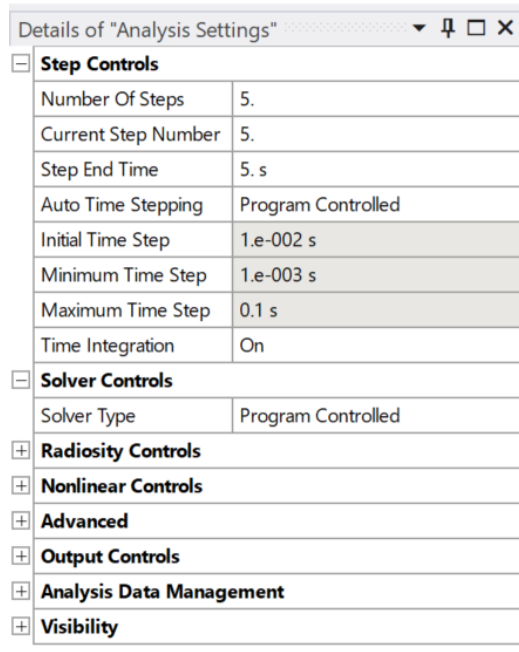 Details of "Analysis Settings"
Step Controls
Number Of Steps 5.
Current Step Number 5.
Step End Time 5. s
Auto Time Stepping Program Controlled
Initial Time Step 1.e-002 s
Minimum Time Step 1.e-003 s
Maximum Time Step 0.1 s
Time Integration On
Solver Controls
Solver Type Program Controlled
Radiosity Controls
Nonlinear Controls
Advanced
Output Controls
Analysis Data Management
Visibility